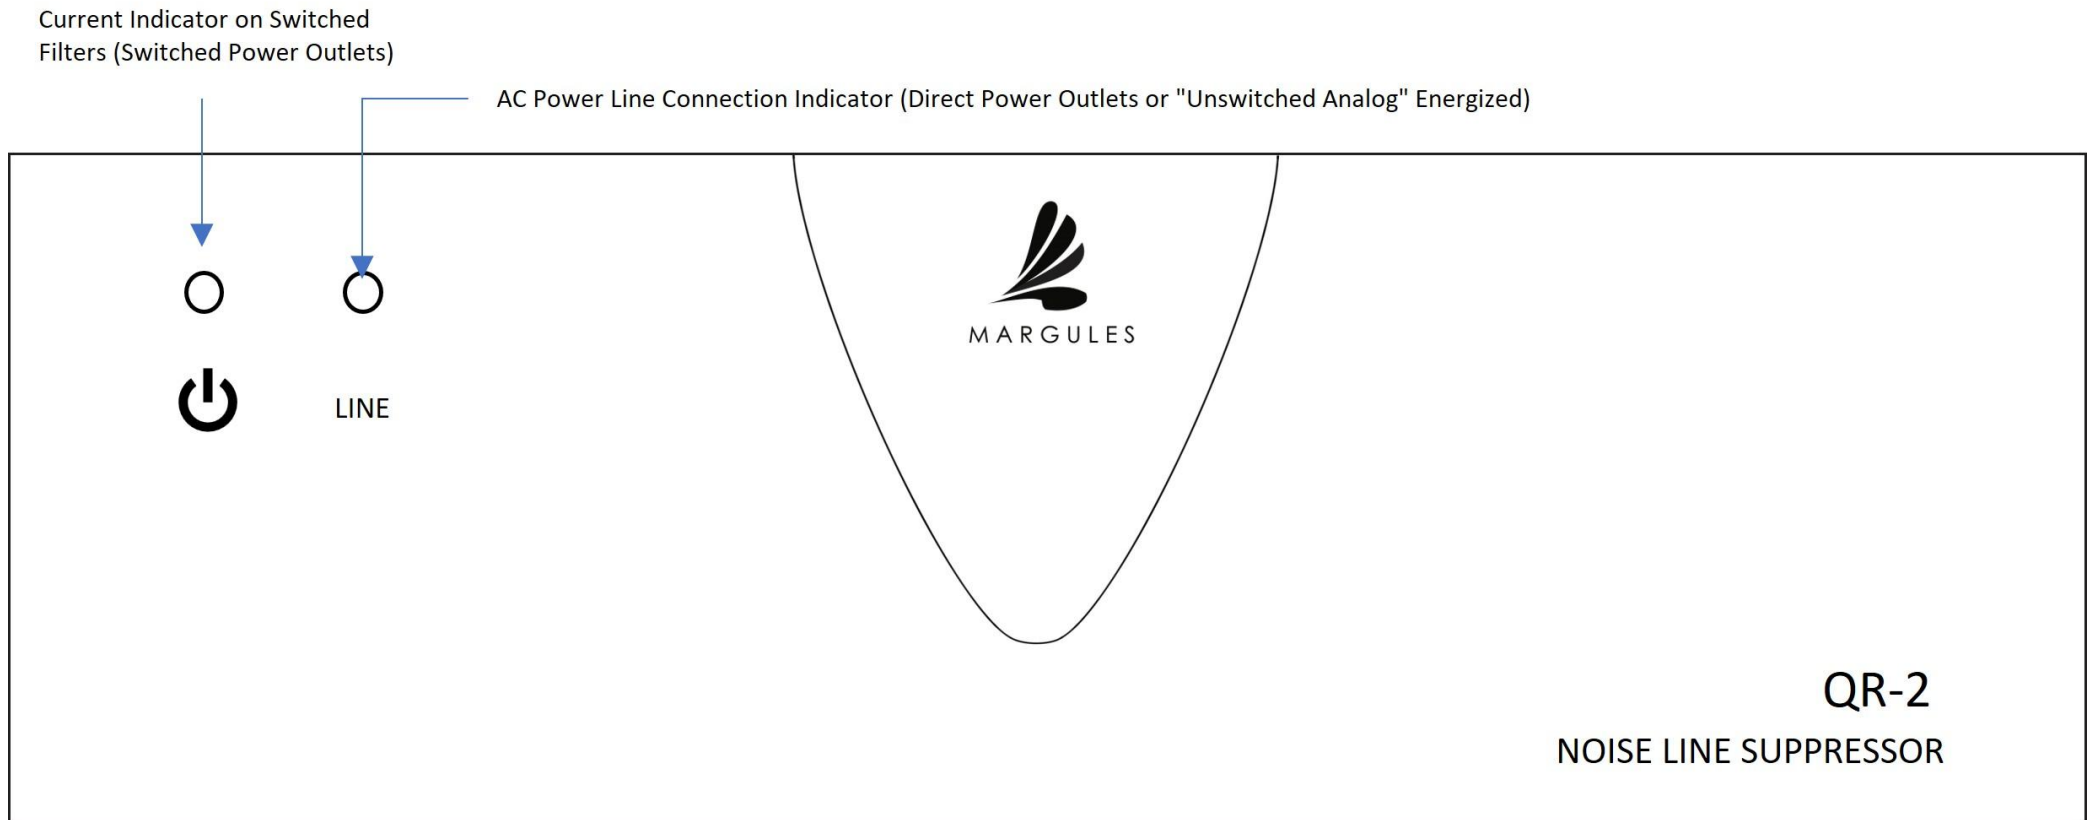 Current Indicator on Switched
Filters (Switched Power Outlets)
AC Power Line Connection Indicator (Direct Power Outlets or "Unswitched Analog" Energized)
MARGULES
LINE
QR-2
NOISE LINE SUPPRESSOR